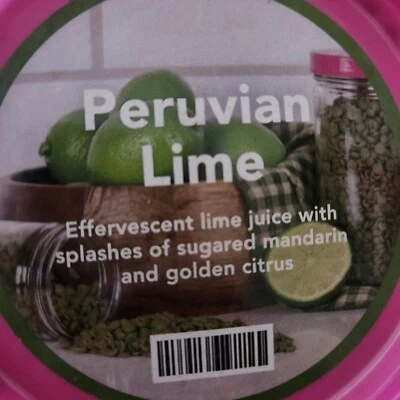 Peruvian
Lime
Effervescent lime juice with
splashes of sugared mandarin
and golden citrus